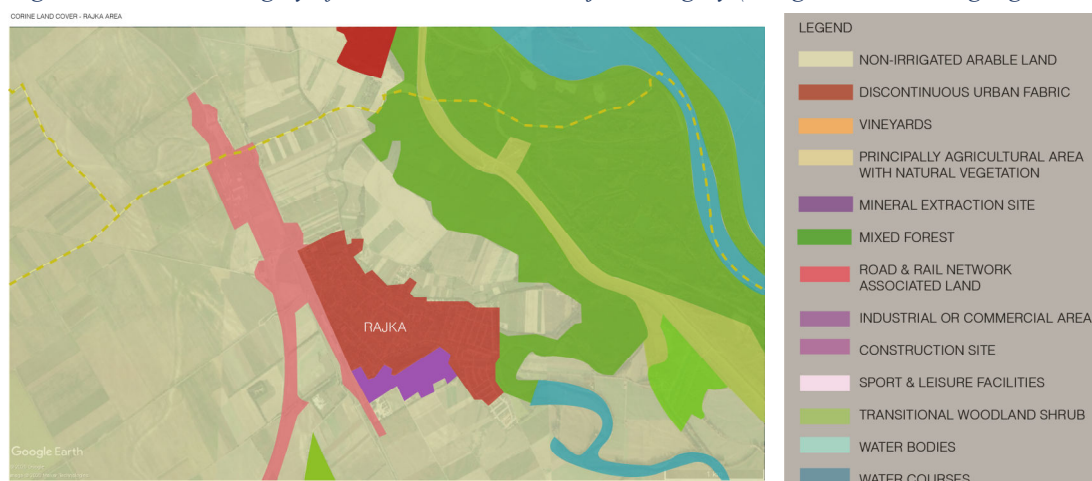 CORINE LAND COVER - RAJKA AREA
RAJKA
Google Earth
LEGEND
NON-IRRIGATED ARABLE LAND
DISCONTINUOUS URBAN FABRIC
VINEYARDS
PRINCIPALLY AGRICULTURAL AREA
WITH NATURAL VEGETATION
MINERAL EXTRACTION SITE
MIXED FOREST
ROAD & RAIL NETWORK
ASSOCIATED LAND
INDUSTRIAL OR COMMERCIAL AREA
CONSTRUCTION SITE
SPORT & LEISURE FACILITIES
TRANSITIONAL WOODLAND SHRUB
WATER BODIES
WATER COURSES